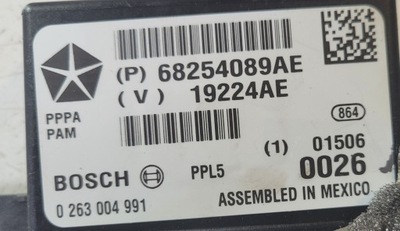 (P) 68254089AE
(V) 19224AE
PPPA
PAM
864
(1) 01506
BOSCH PPL5 0026
0 263 004 991 ASSEMBLED IN MEXICO